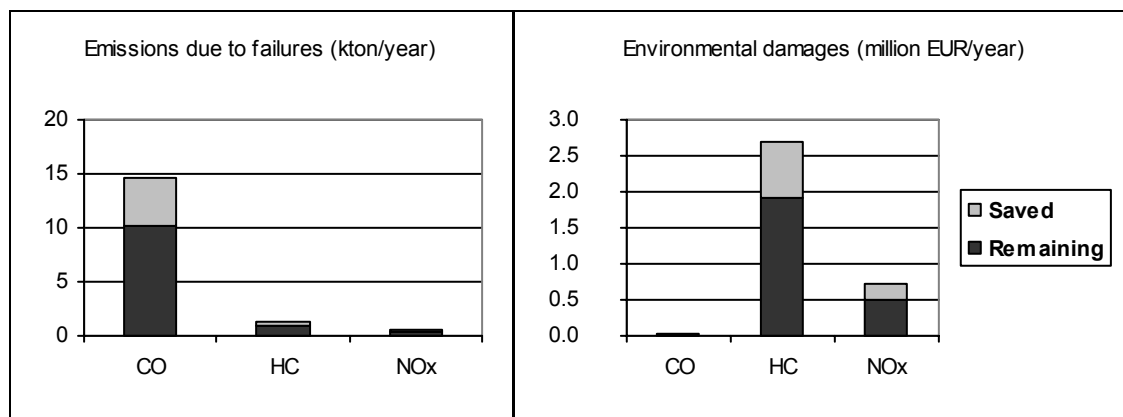 Emissions due to failures (kton/year)
20
15
10
5
0
CO HC NOx
Environmental damages (million EUR/year)
3.0
2.5
2.0
1.5
1.0
0.5
0.0
CO HC NOx
Saved
Remaining